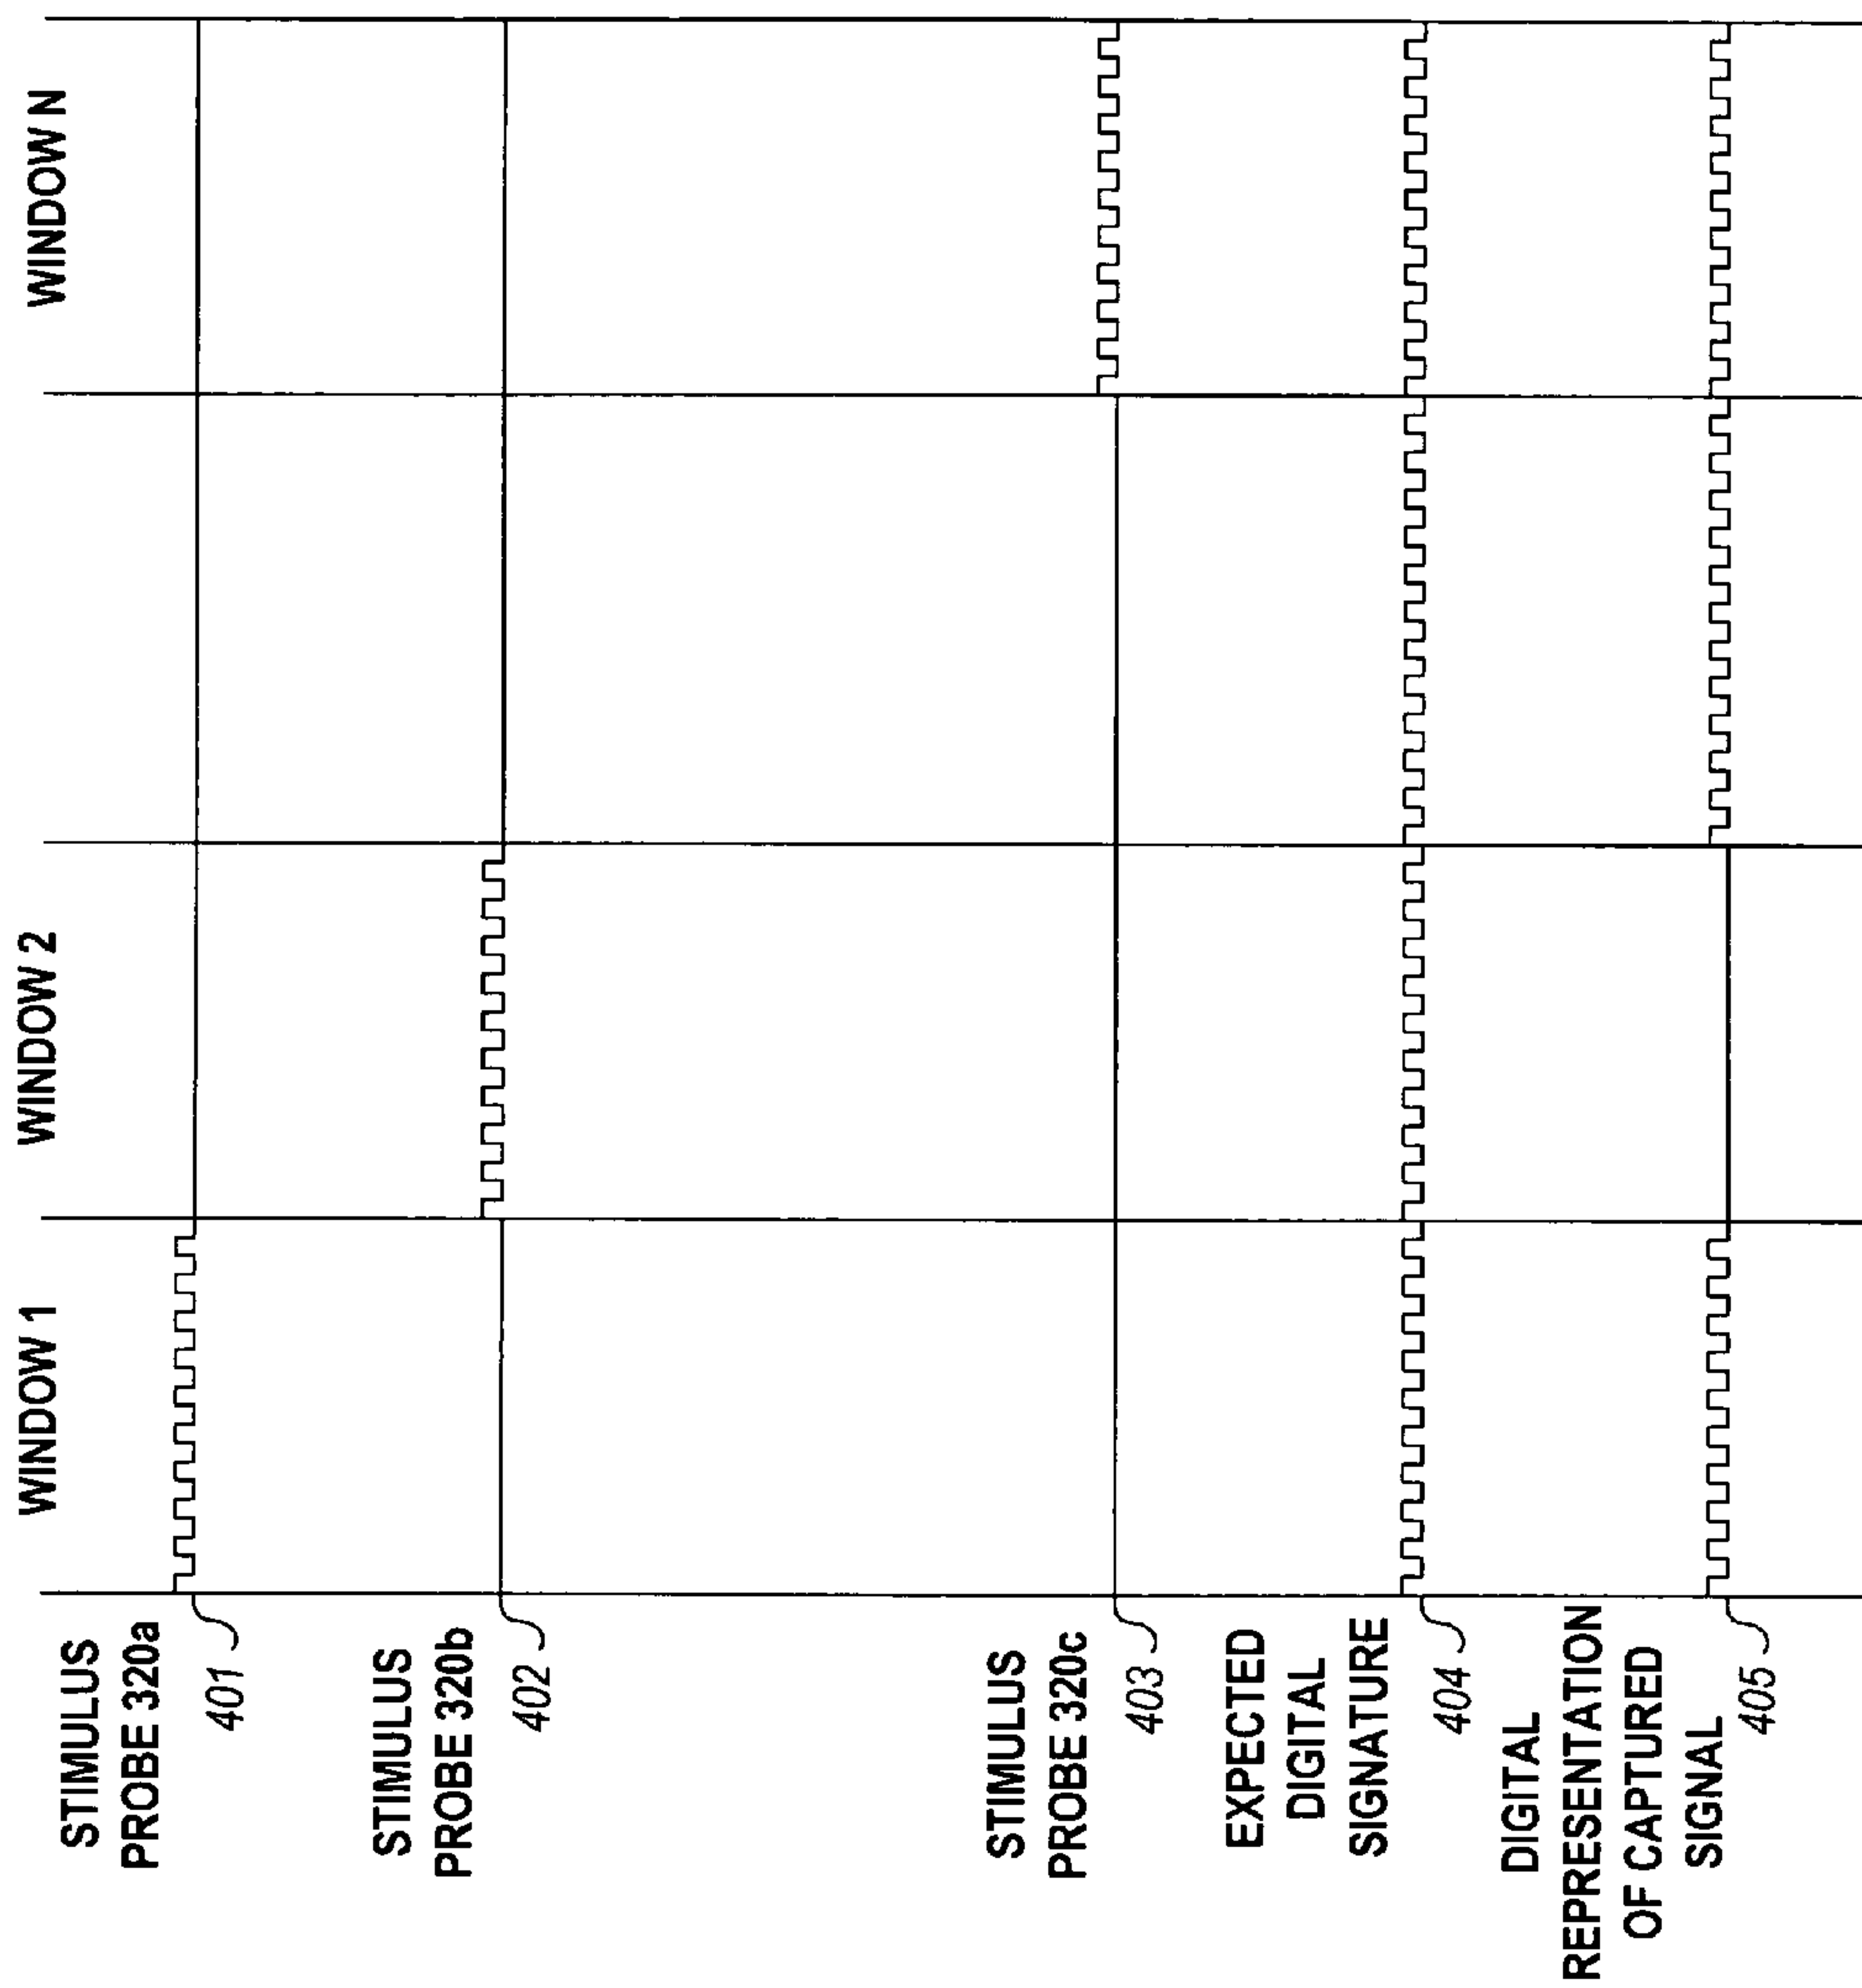 WINDOW 1
WINDOW 2
WINDOW N
STIMULUS
PROBE 320a
401
STIMULUS
PROBE 320b
402
STIMULUS
PROBE 320c
403
EXPECTED
DIGITAL
SIGNATURE
404
DIGITAL
REPRESENTATION
OF CAPTURED
SIGNAL
405